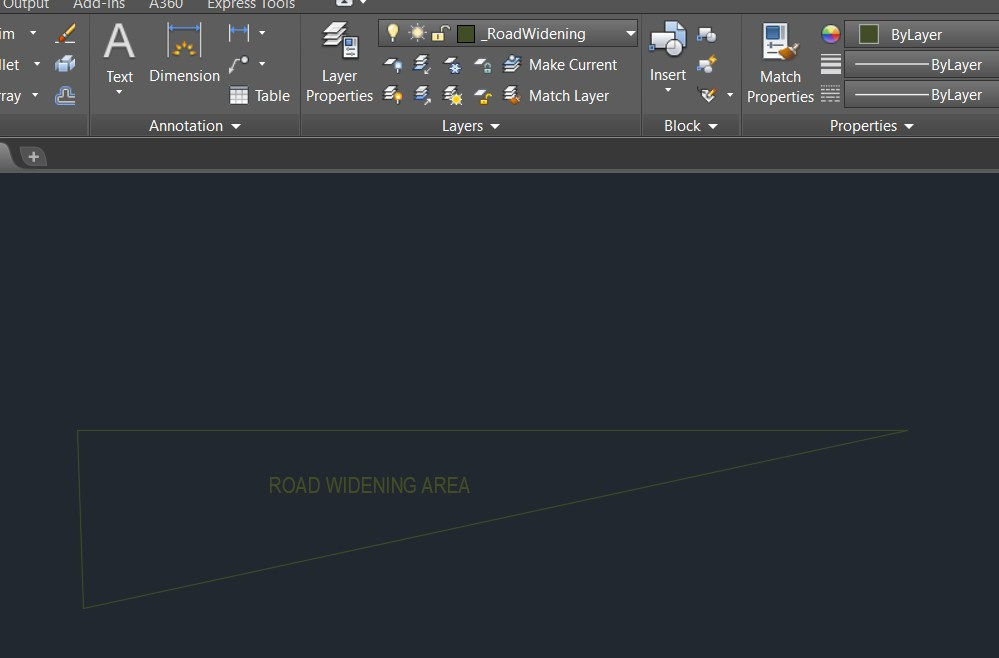 Output Add-ins A360 Express Tools
im
_RoadWidening
ByLayer
llet
Text
Dimension
Layer
Properties
Make Current
Insert
Match
Properties
ByLayer
ray
Table
Match Layer
ByLayer
Annotation
Layers
Block
Properties
ROAD WIDENING AREA